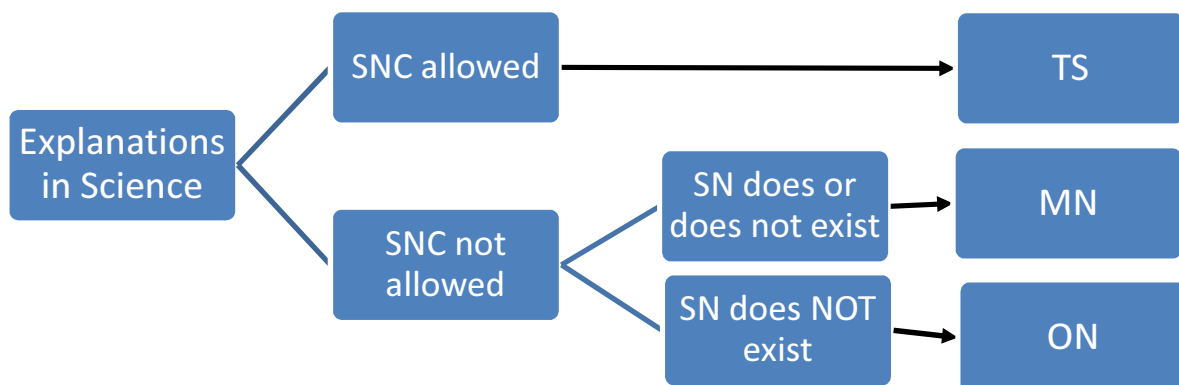 SNC allowed
TS
Explanations
in Science
SN does or
does not exist
MN
SNC not
allowed
SN does NOT
exist
ON